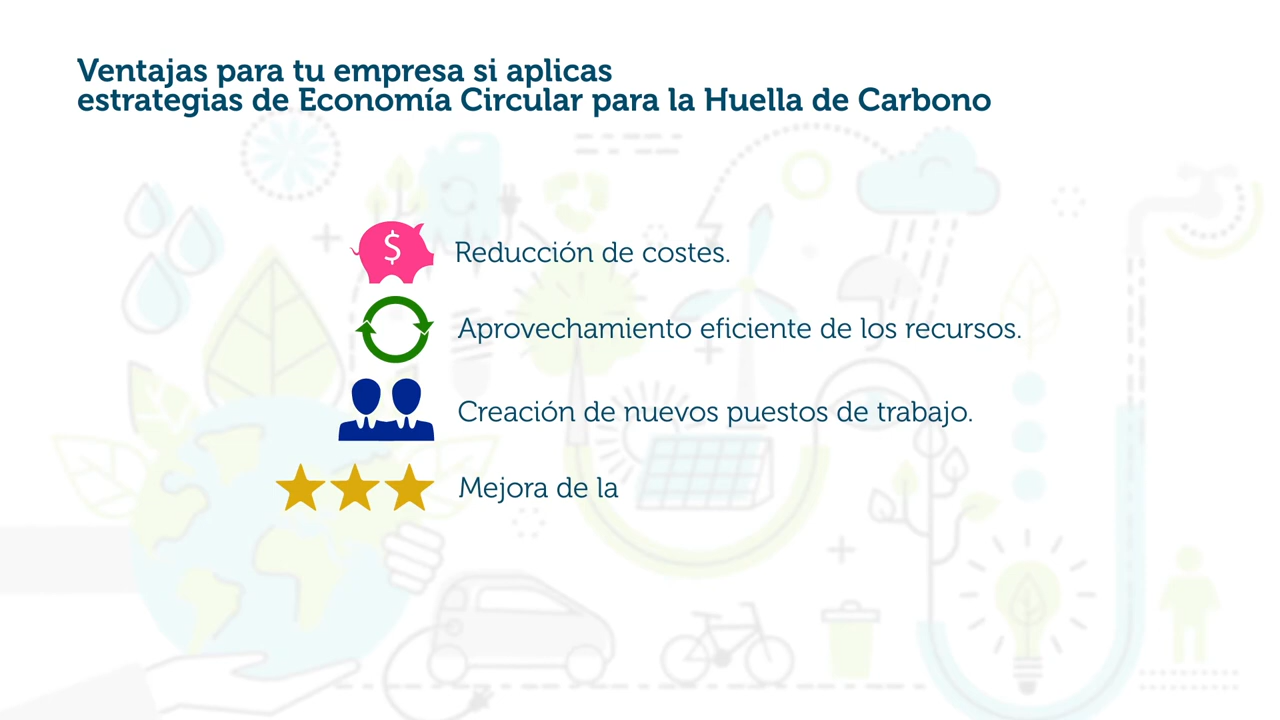 Ventajas para tu empresa si aplicas
estrategias de Economía Circular para la Huella de Carbono
$
Reducción de costes.
Aprovechamiento eficiente de los recursos.
Creación de nuevos puestos de trabajo.
Mejora de la